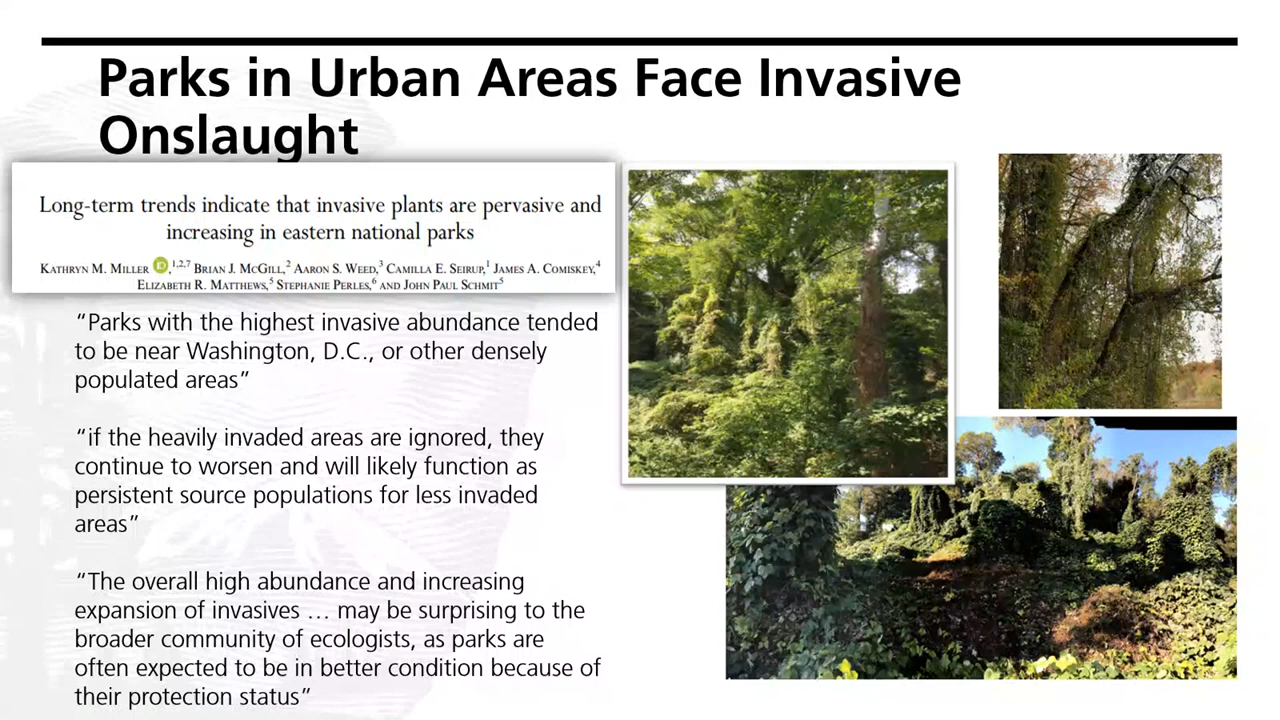 Parks in Urban Areas Face Invasive
Onslaught
Long-term trends indicate that invasive plants are pervasive and
increasing in eastern national parks
Kathryn M. Miller iD,1,2,7 Brian J. McGill,2 Aaron S. Weed,3 Camilla E. Seirup,1 James A. Comiskey,4
Elizabeth R. Matthews,5 Stephanie Perles,6 and John Paul Schmit5
“Parks with the highest invasive abundance tended
to be near Washington, D.C., or other densely
populated areas”
“if the heavily invaded areas are ignored, they
continue to worsen and will likely function as
persistent source populations for less invaded
areas”
“The overall high abundance and increasing
expansion of invasives … may be surprising to the
broader community of ecologists, as parks are
often expected to be in better condition because of
their protection status”